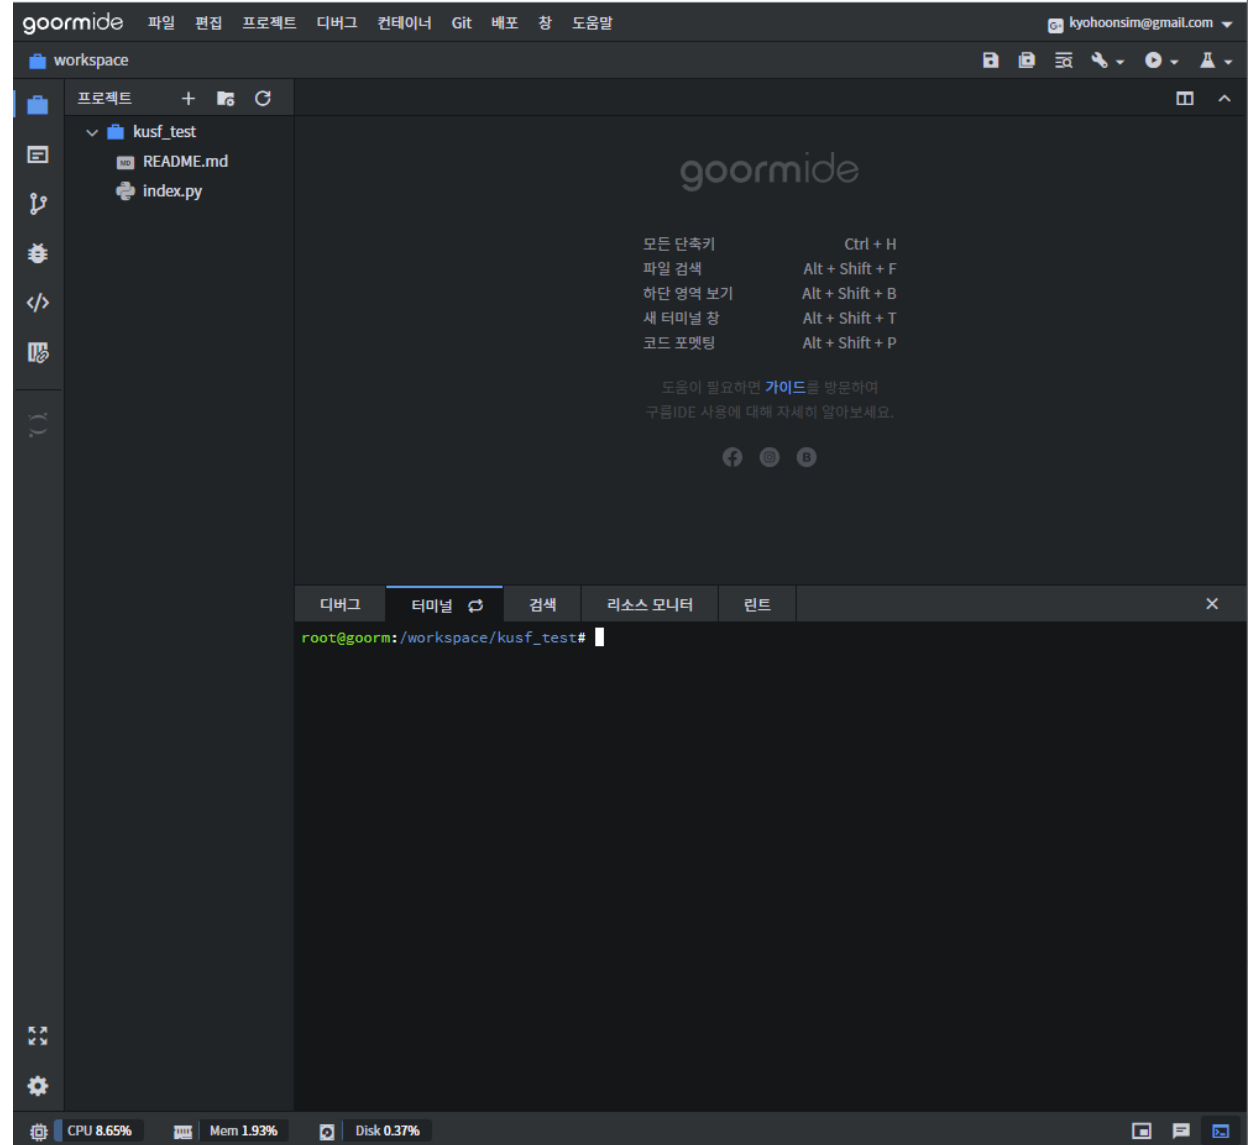 goormide 파일 편집 프로젝트 디버그 컨테이너 Git 배포 창 도움말 G+ kyohoonsim@gmail.com
workspace
프로젝트
kusf_test
MD README.md
index.py
goormide
모든 단축키 Ctrl + H
파일 검색 Alt + Shift + F
하단 영역 보기 Alt + Shift + B
새 터미널 창 Alt + Shift + T
코드 포멧팅 Alt + Shift + P
도움이 필요하면 가이드를 방문하여
구름IDE 사용에 대해 자세히 알아보세요.
디버그 터미널 검색 리소스 모니터 린트
root@goorm:/workspace/kusf_test#
CPU 8.65% Mem 1.93% Disk 0.37%